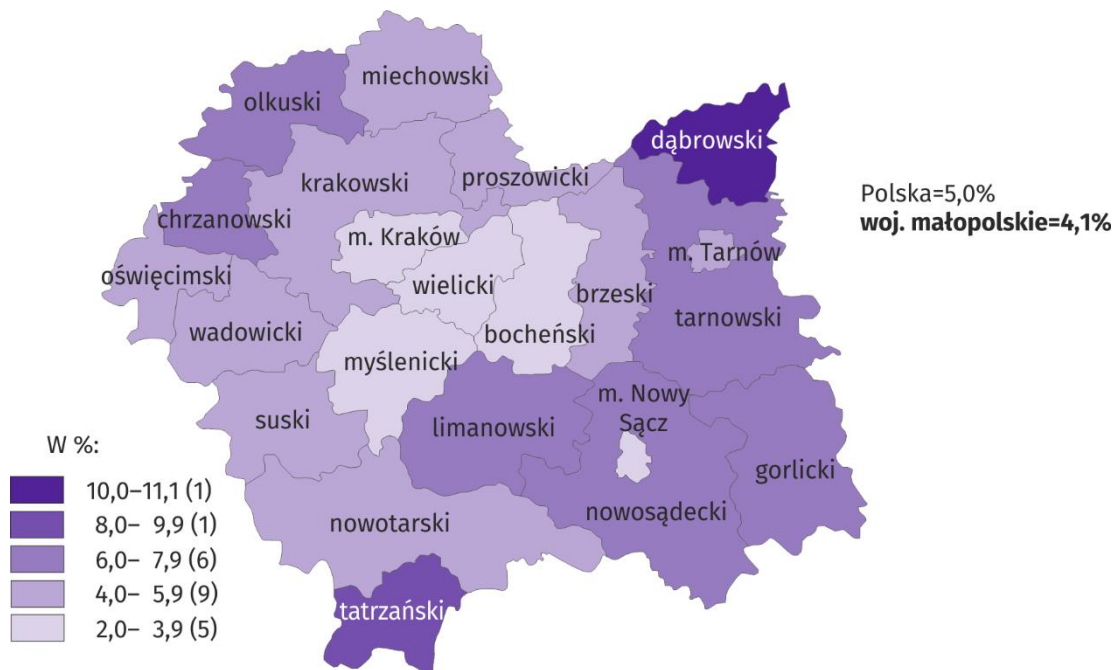 miechowski
olkuski
dąbrowski
proszowicki
krakowski
Polska=5,0%
woj. małopolskie=4,1%
chrzanowski
m. Kraków
m. Tarnów
oświęcimski
wielicki
brzeski
tarnowski
wadowicki
bocheński
myślenicki
m. Nowy
Sącz
suski
limanowski
gorlicki
nowosądecki
nowotarski
tatrzański
W %:
10,0–11,1 (1)
8,0– 9,9 (1)
6,0– 7,9 (6)
4,0– 5,9 (9)
2,0– 3,9 (5)